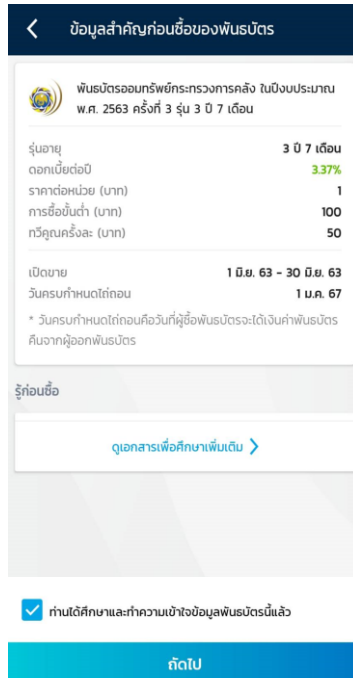 ข้อมูลสำคัญก่อนซื้อของพันธบัตร
พันธบัตรออมทรัพย์กระทรวงการคลัง ในปีงบประมาณ
พ.ศ. 2563 ครั้งที่ 3 รุ่น 3 ปี 7 เดือน
รุ่นอายุ 3 ปี 7 เดือน
ดอกเบี้ยต่อปี 3.37%
ราคาต่อหน่วย (บาท) 1
การซื้อขั้นต่ำ (บาท) 100
ทวีคูณครั้งละ (บาท) 50
เปิดขาย 1 มิ.ย. 63 - 30 มิ.ย. 63
วันครบกำหนดไถ่ถอน 1 ม.ค. 67
* วันครบกำหนดไถ่ถอนคือวันที่ผู้ซื้อพันธบัตรจะได้เงินค่าพันธบัตร
คืนจากผู้ออกพันธบัตร
รู้ก่อนซื้อ
ดูเอกสารเพื่อศึกษาเพิ่มเติม
ท่านได้ศึกษาและทำความเข้าใจข้อมูลพันธบัตรนี้แล้ว
ถัดไป